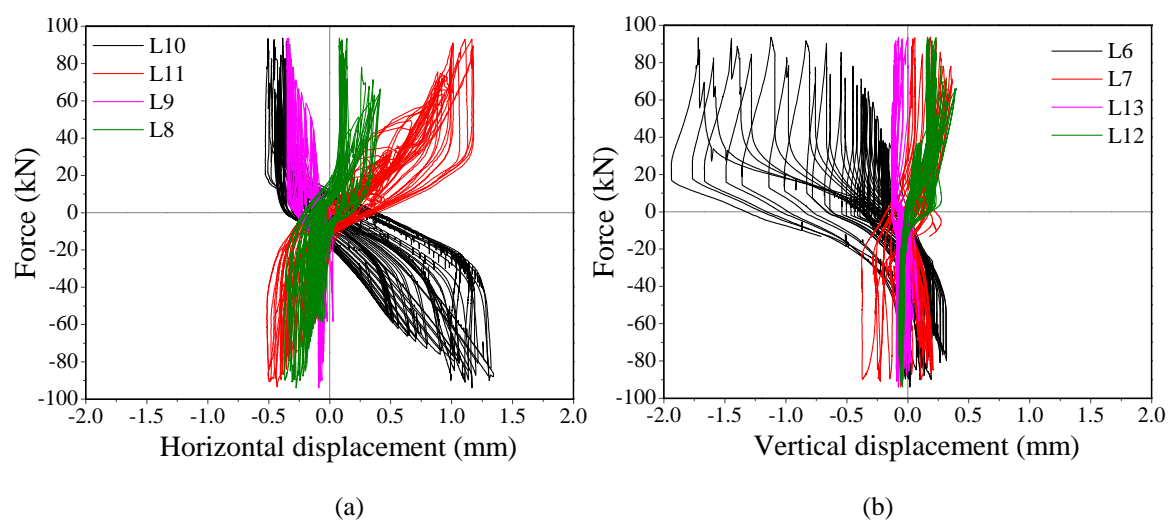 100
80
60
40
20
0
-20
-40
-60
-80
-100
Force (kN)
L10
L11
L9
L8
-2.0 -1.5 -1.0 -0.5 0.0 0.5 1.0 1.5 2.0
Horizontal displacement (mm)
(a)
100
80
60
40
20
0
-20
-40
-60
-80
-100
Force (kN)
L6
L7
L13
L12
-2.0 -1.5 -1.0 -0.5 0.0 0.5 1.0 1.5 2.0
Vertical displacement (mm)
(b)